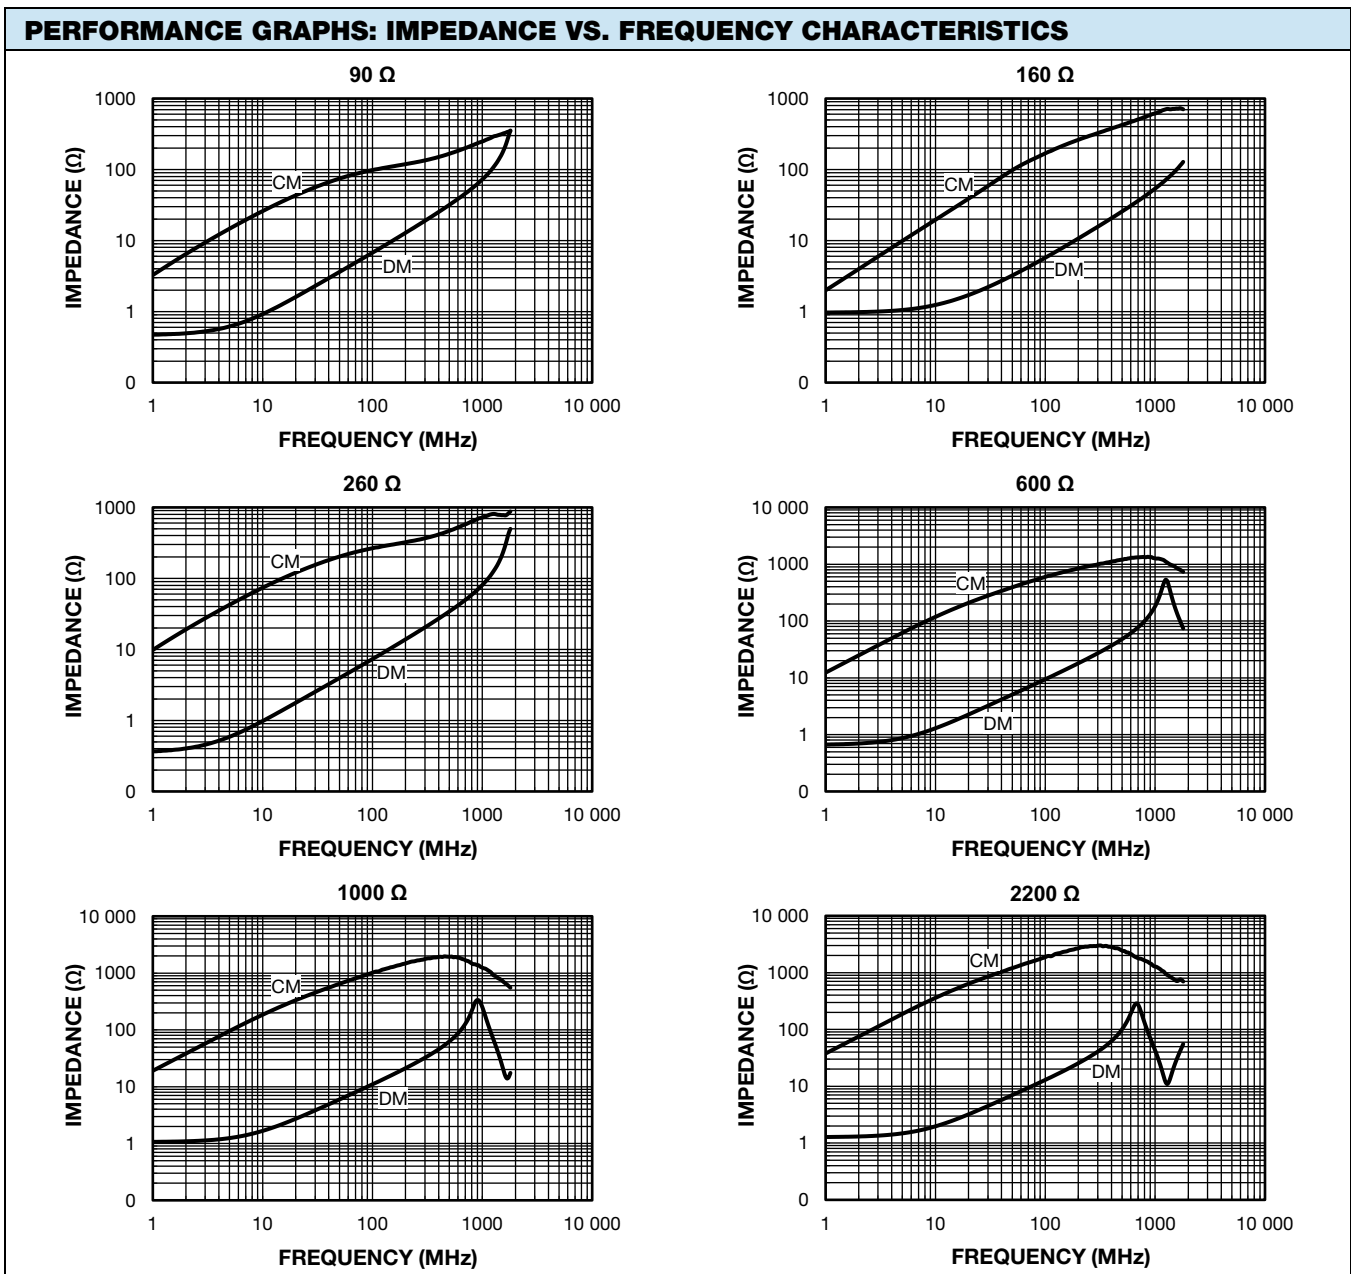 PERFORMANCE GRAPHS: IMPEDANCE VS. FREQUENCY CHARACTERISTICS
90 Ω
1000
100
10
1
0
IMPEDANCE (Ω)
CM
DM
1
10
100
1000
10 000
FREQUENCY (MHz)
160 Ω
1000
100
10
1
0
IMPEDANCE (Ω)
CM
DM
1
10
100
1000
10 000
FREQUENCY (MHz)
260 Ω
1000
100
10
1
0
IMPEDANCE (Ω)
CM
DM
1
10
100
1000
10 000
FREQUENCY (MHz)
600 Ω
10 000
1000
100
10
1
0
IMPEDANCE (Ω)
CM
DM
1
10
100
1000
10 000
FREQUENCY (MHz)
1000 Ω
10 000
1000
100
10
1
0
IMPEDANCE (Ω)
CM
DM
1
10
100
1000
10 000
FREQUENCY (MHz)
2200 Ω
10 000
1000
100
10
1
0
IMPEDANCE (Ω)
CM
DM
1
10
100
1000
10 000
FREQUENCY (MHz)